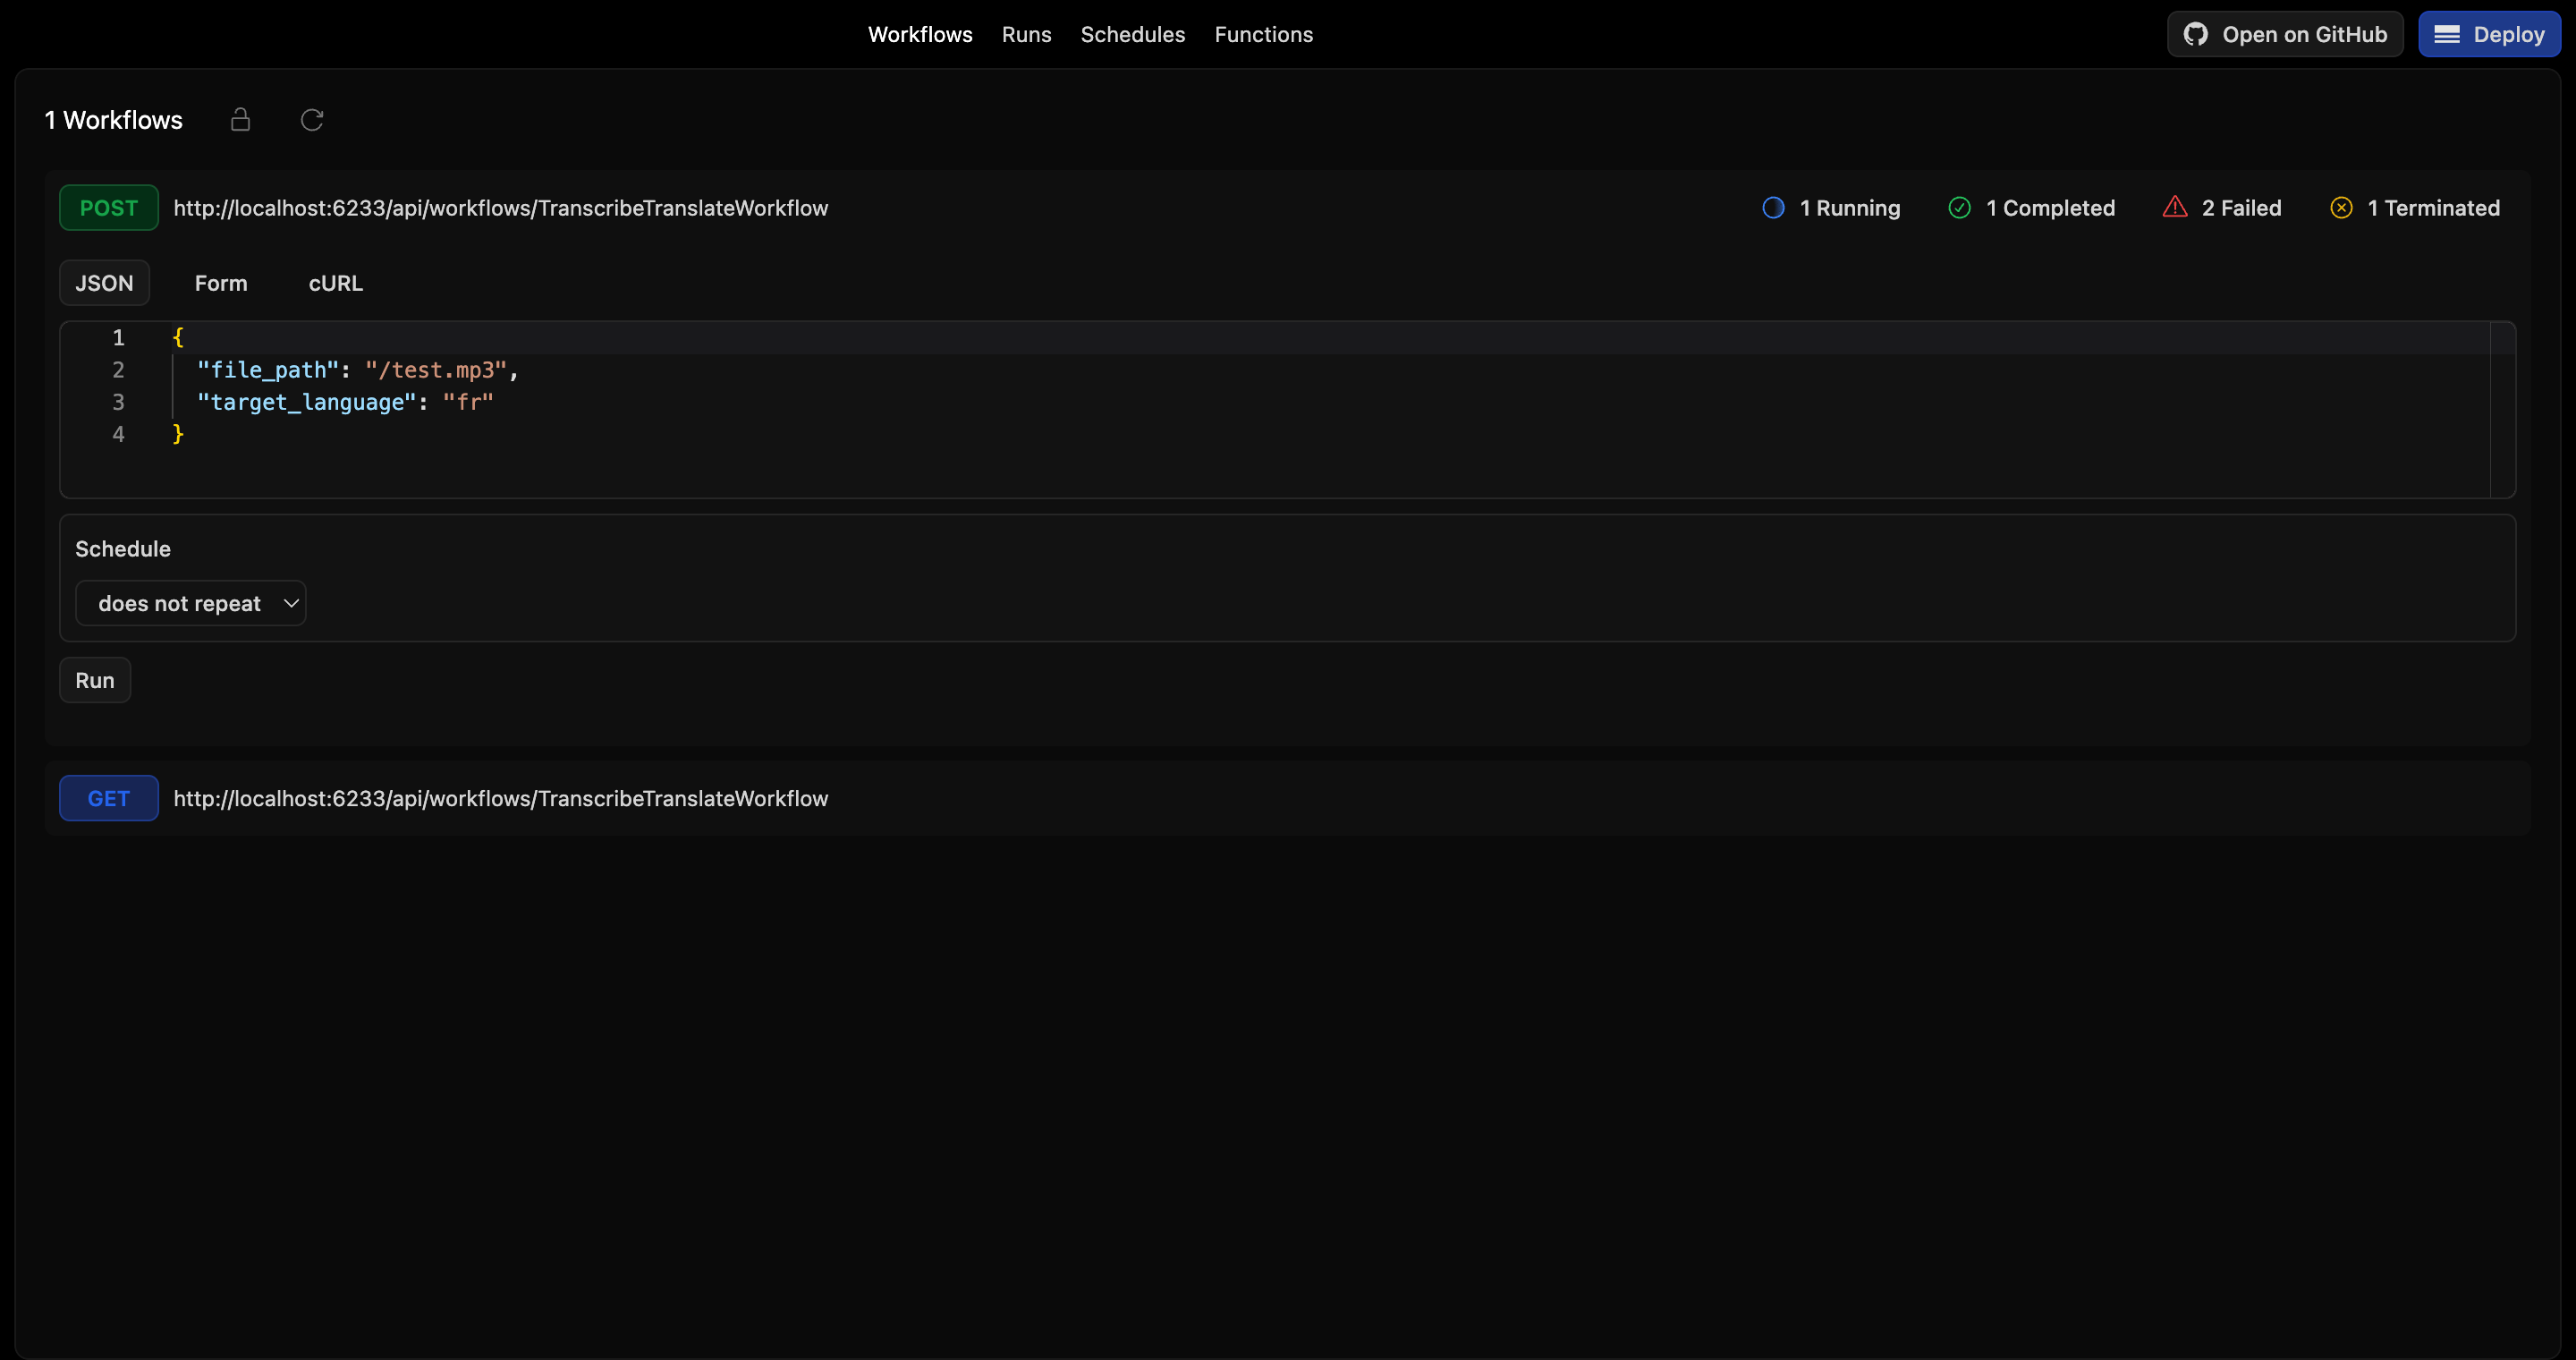 Workflows Runs Schedules Functions Open on GitHub Deploy
1 Workflows
POST http://localhost:6233/api/workflows/TranscribeTranslateWorkflow 1 Running 1 Completed 2 Failed 1 Terminated
JSON Form cURL
1 {
2 "file_path": "/test.mp3",
3 "target_language": "fr"
4 }
Schedule
does not repeat
Run
GET http://localhost:6233/api/workflows/TranscribeTranslateWorkflow